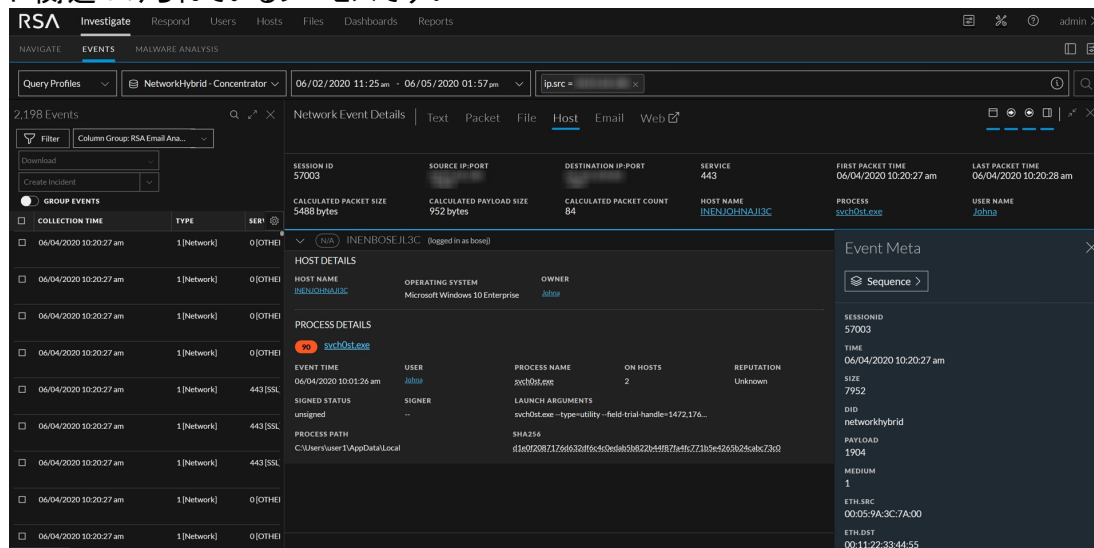 RSA Investigate Respond Users Hosts Files Dashboards Reports admin
NAVIGATE EVENTS MALWARE ANALYSIS
Query Profiles NetworkHybrid - Concentrator 06/02/2020 11:25 am - 06/05/2020 01:57 pm ip.src =
2,198 Events
Filter Column Group: RSA Email Ana...
Download
Create Incident
GROUP EVENTS
COLLECTION TIME TYPE
06/04/2020 10:20:27 am 1 [Network] 0 [OTHE
06/04/2020 10:20:27 am 1 [Network] 0 [OTHE
06/04/2020 10:20:27 am 1 [Network] 0 [OTHE
06/04/2020 10:20:27 am 1 [Network] 0 [OTHE
06/04/2020 10:20:27 am 1 [Network] 443 [SSL
06/04/2020 10:20:27 am 1 [Network] 443 [SSL
06/04/2020 10:20:27 am 1 [Network] 443 [SSL
06/04/2020 10:20:27 am 1 [Network] 0 [OTHE
06/04/2020 10:20:27 am 1 [Network] 0 [OTHE
Network Event Details Text Packet File Host Email Web
SESSION ID SOURCE IP:PORT DESTINATION IP:PORT SERVICE FIRST PACKET TIME LAST PACKET TIME
57003 443 06/04/2020 10:20:27 am 06/04/2020 10:20:28 am
CALCULATED PACKET SIZE CALCULATED PAYLOAD SIZE CALCULATED PACKET COUNT HOST NAME PROCESS USER NAME
5488 bytes 952 bytes 84 INENJOHNAJI3C svch0st.exe Johna
N/A INENBOSEJL3C (logged in as bosej)
HOST DETAILS
HOST NAME OPERATING SYSTEM OWNER
INENJOHNAJI3C Microsoft Windows 10 Enterprise Johna
PROCESS DETAILS
90 svch0st.exe
EVENT TIME USER PROCESS NAME ON HOSTS REPUTATION
06/04/2020 10:01:26 am Johna svch0st.exe 2 Unknown
SIGNED STATUS SIGNER LAUNCH ARGUMENTS
unsigned -- svch0st.exe --type=utility --field-trial-handle=1472,176...
PROCESS PATH SHA256
C:\Users\user1\AppData\Local d1e0f2087176d632df6c4c0edab5b822b44f87fa4fc771b5e4265b24cabc73c0
Event Meta
Sequence
SESSIONID
57003
TIME
06/04/2020 10:20:27 am
SIZE
7952
DID
networkhybrid
PAYLOAD
1904
MEDIUM
1
ETH.SRC
00:05:9A:3C:7A:00
ETH.DST
00:11:22:33:44:55